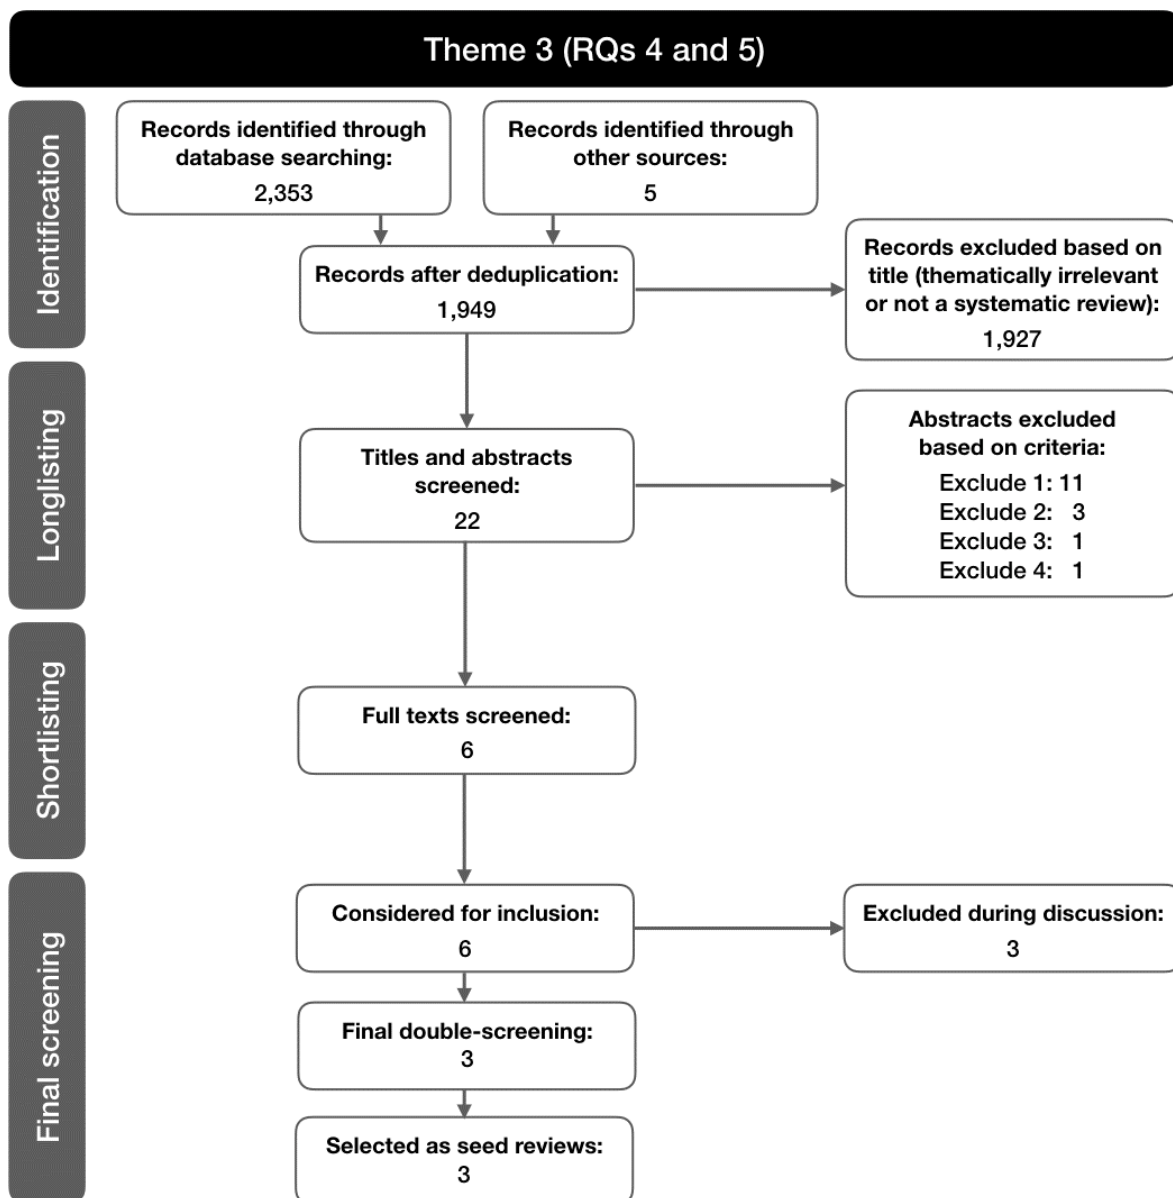 Theme 3 (RQs 4 and 5)
Identification
Records identified through
database searching:
2,353
Records identified through
other sources:
5
Records after deduplication:
1,949
Records excluded based on
title (thematically irrelevant
or not a systematic review):
1,927
Longlisting
Titles and abstracts
screened:
22
Abstracts excluded
based on criteria:
Exclude 1: 11
Exclude 2: 3
Exclude 3: 1
Exclude 4: 1
Shortlisting
Full texts screened:
6
Final screening
Considered for inclusion:
6
Excluded during discussion:
3
Final double-screening:
3
Selected as seed reviews:
3